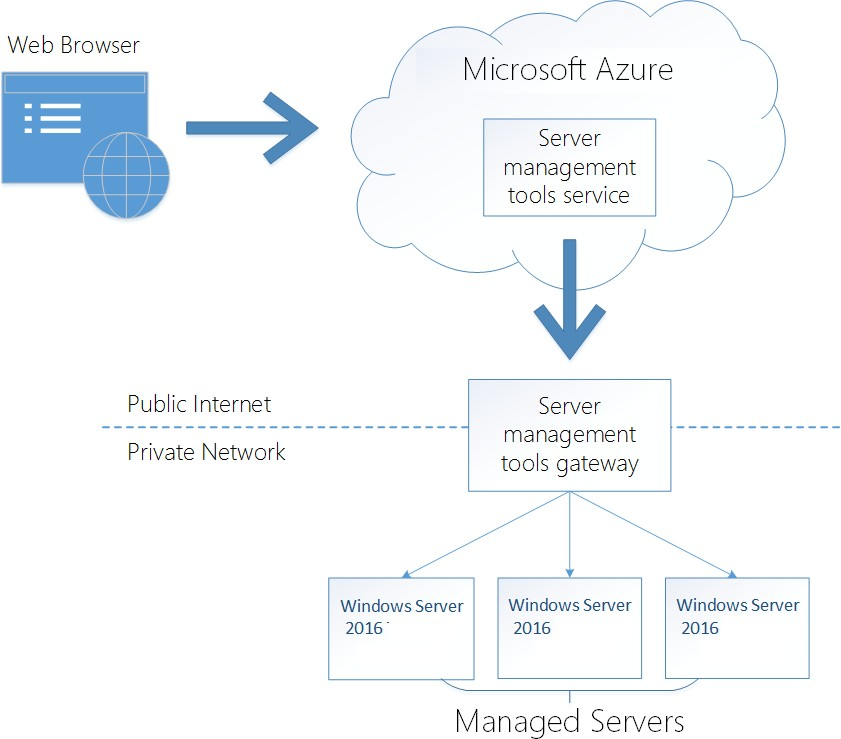 Web Browser
Microsoft Azure
Server
management
tools service
Public Internet
Private Network
Server
management
tools gateway
Windows Server
2016
Windows Server
2016
Windows Server
2016
Managed Servers